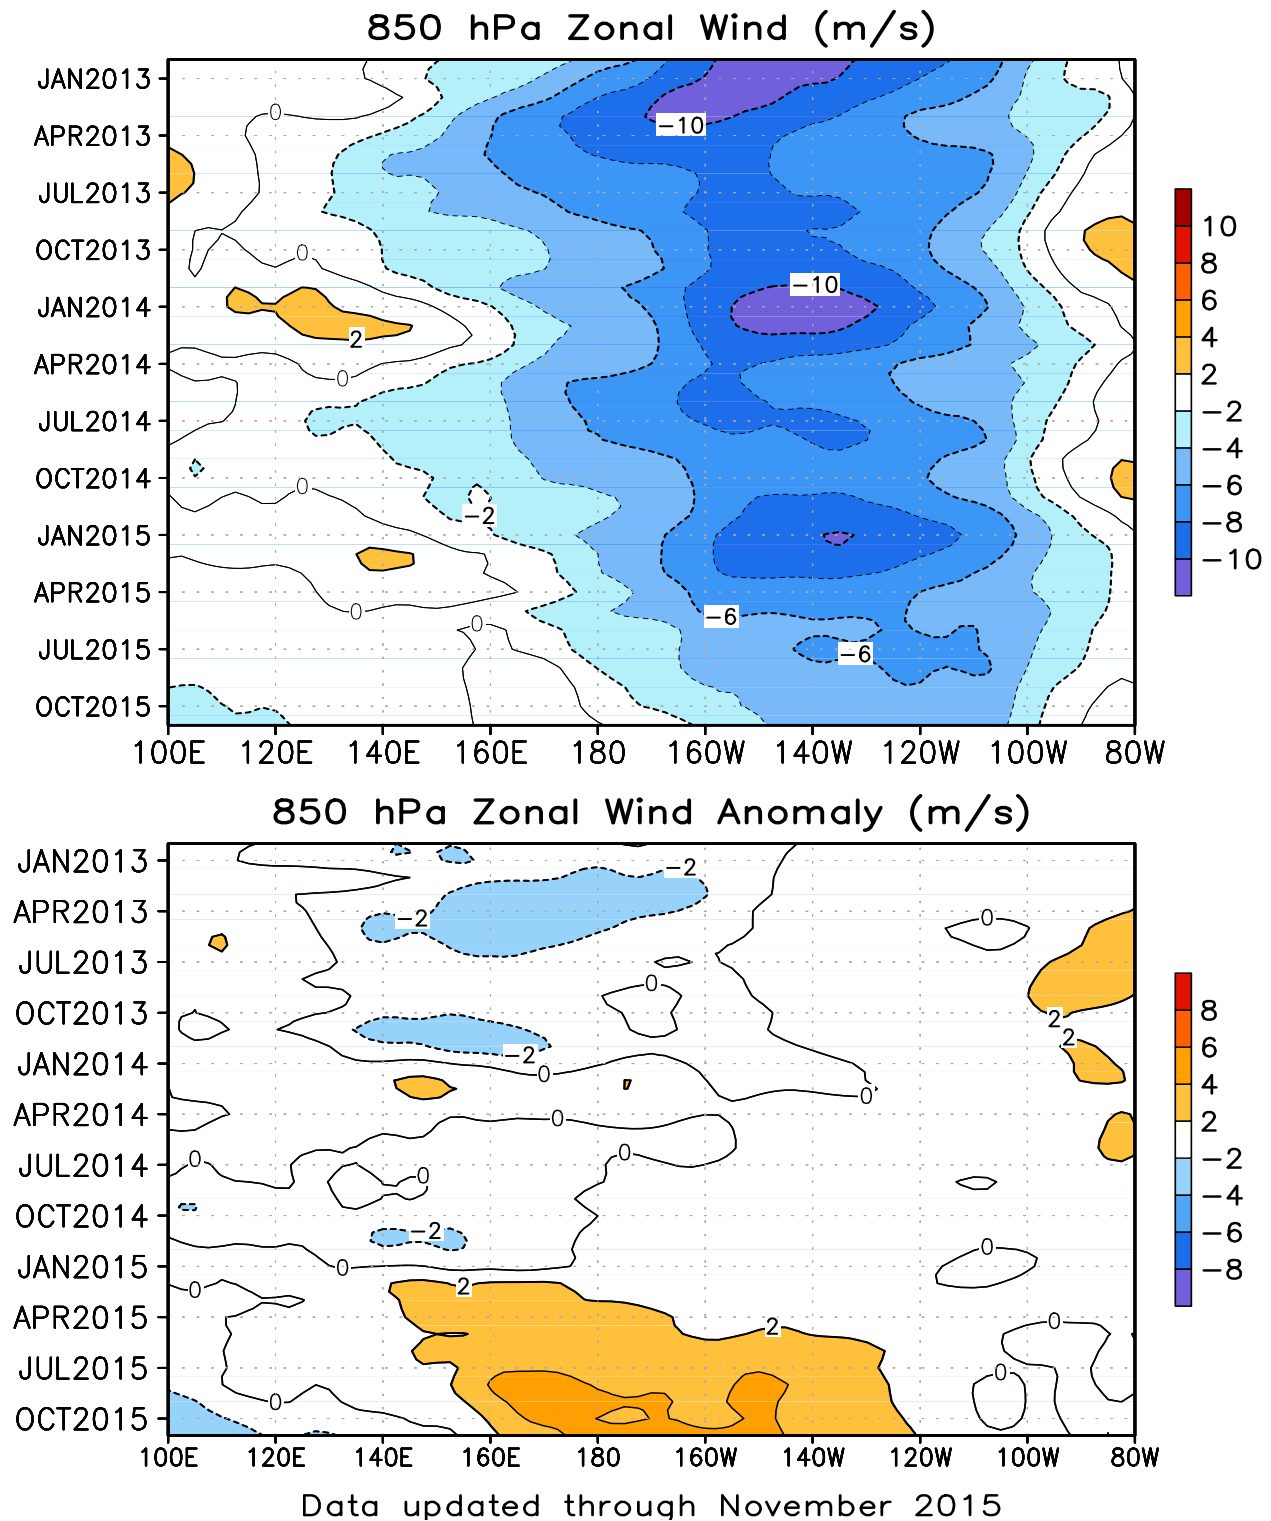 850 hPa Zonal Wind (m/s)
JAN2013
APR2013
JUL2013
OCT2013
JAN2014
APR2014
JUL2014
OCT2014
JAN2015
APR2015
JUL2015
OCT2015
0
−10
0
−10
2
0
0
−2
0
−6
0
−6
100E 120E 140E 160E 180 160W 140W 120W 100W 80W
10
8
6
4
2
−2
−4
−6
−8
−10
850 hPa Zonal Wind Anomaly (m/s)
JAN2013
APR2013
JUL2013
OCT2013
JAN2014
APR2014
JUL2014
OCT2014
JAN2015
APR2015
JUL2015
OCT2015
−2
−2
0
0
2
2
−2
0
0
0
0
0
0
−2
0
0
0
2
2
0
0
0
100E 120E 140E 160E 180 160W 140W 120W 100W 80W
8
6
4
2
−2
−4
−6
−8
Data updated through November 2015